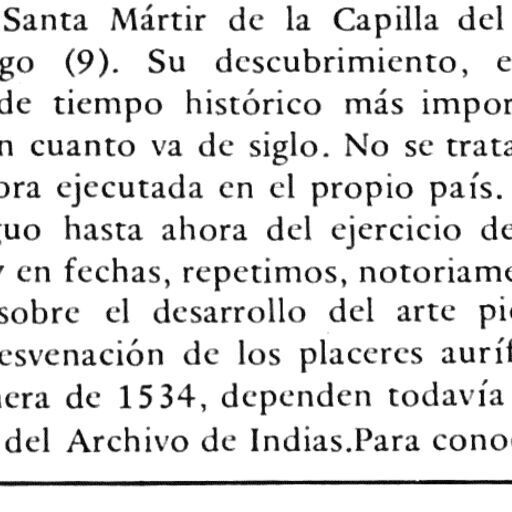 Santa Mártir de la Capilla del
go (9). Su descubrimiento, e
de tiempo histórico más impor
n cuanto va de siglo. No se trata
ora ejecutada en el propio país.
guo hasta ahora del ejercicio de
y en fechas, repetimos, notoriame
sobre el desarrollo del arte pi
esvenación de los placeres auríf
era de 1534, dependen todavía
del Archivo de Indias.Para cono